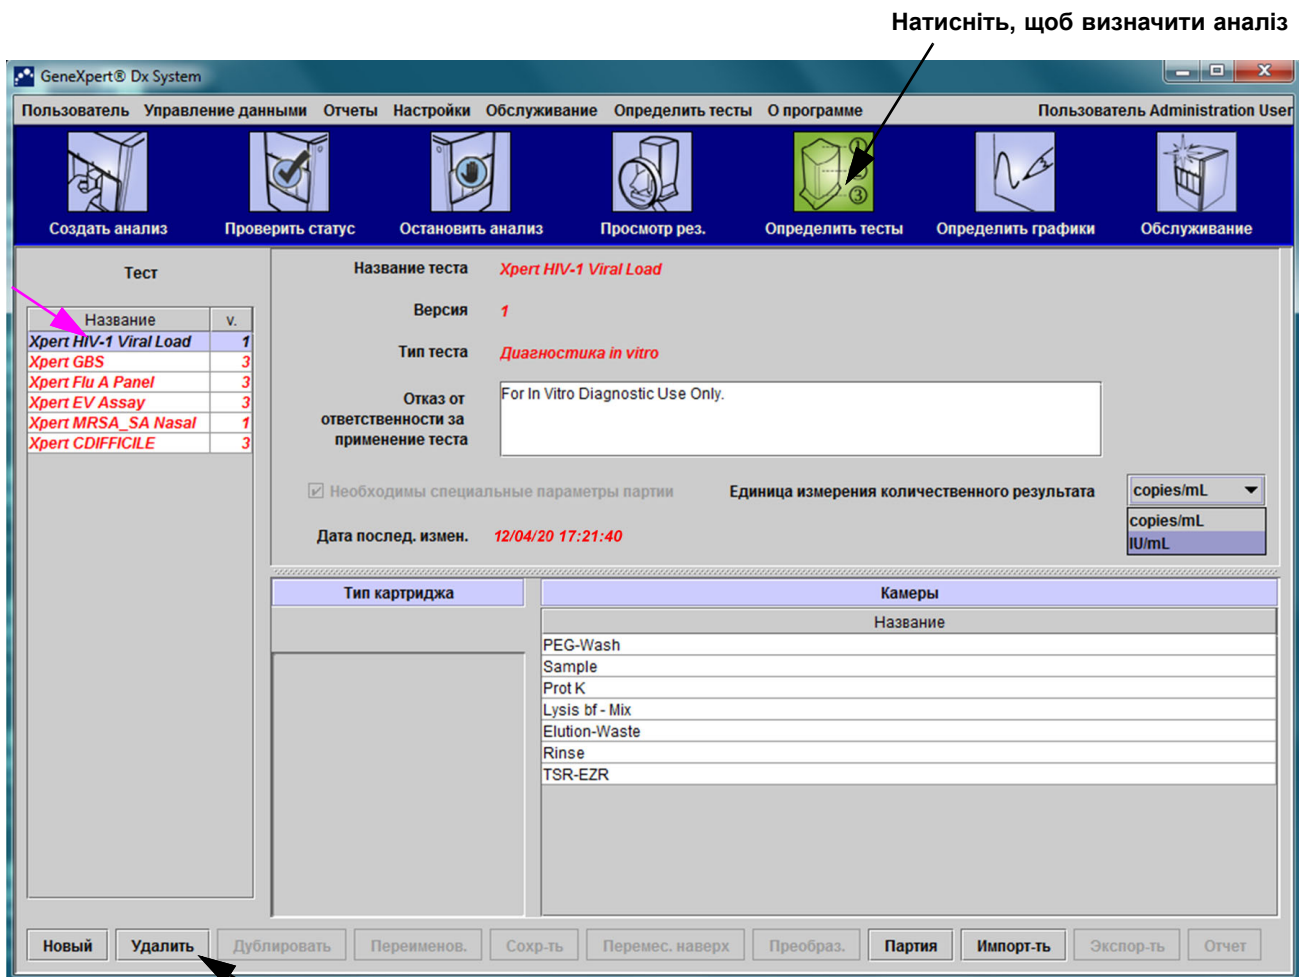 Натисніть, щоб визначити аналіз
GeneXpert® Dx System
Пользователь Управление данными Отчеты Настройки Обслуживание Определить тесты О программе Пользователь Administration User
Создать анализ Проверить статус Остановить анализ Просмотр рез. Определить тесты Определить графики Обслуживание
Тест
Название v.
Xpert HIV-1 Viral Load 1
Xpert GBS 3
Xpert Flu A Panel 3
Xpert EV Assay 3
Xpert MRSA_SA Nasal 1
Xpert CDIFFICILE 3
Название теста Xpert HIV-1 Viral Load
Версия 1
Тип теста Диагностика in vitro
Отказ от
ответственности за
применение теста
For In Vitro Diagnostic Use Only.
Необходимы специальные параметры партии Единица измерения количественного результата copies/mL
copies/mL
IU/mL
Дата послед. измен. 12/04/20 17:21:40
Тип картриджа
Камеры
Название
PEG-Wash
Sample
Prot K
Lysis bf - Mix
Elution-Waste
Rinse
TSR-EZR
Новый Удалить Дублировать Переименов. Сохр-ть Перемес. наверх Преобраз. Партия Импорт-ть Экспор-ть Отчет